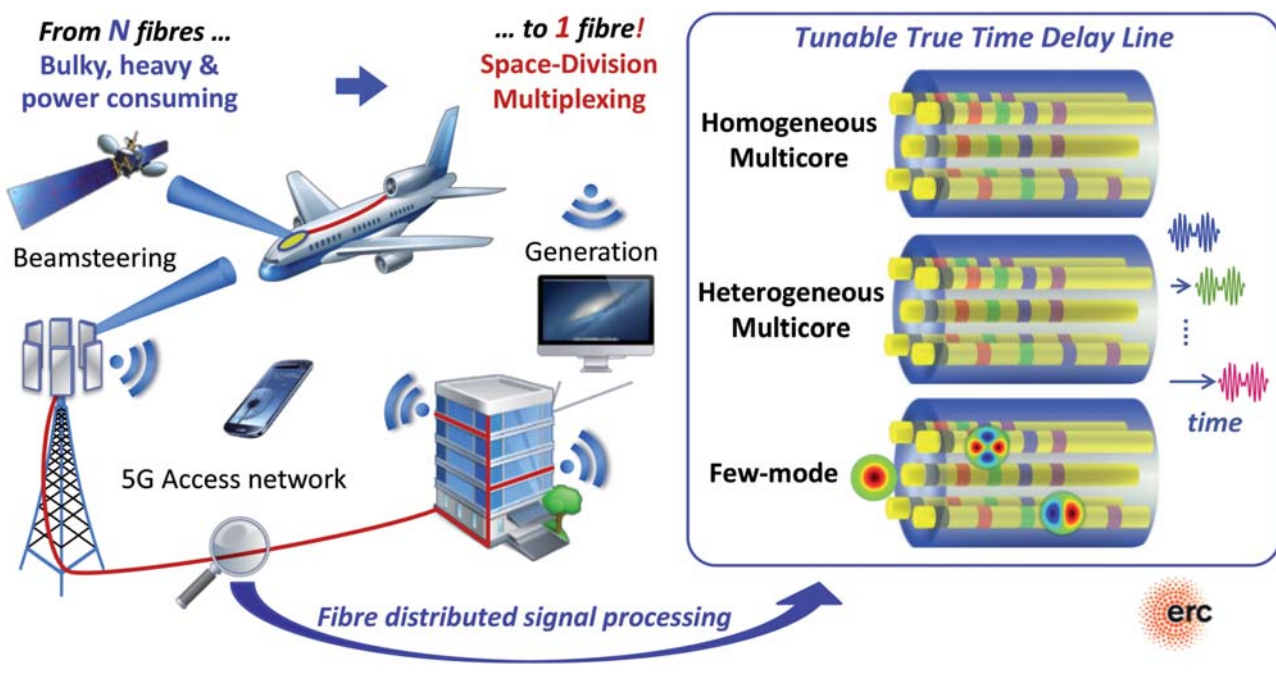 From N fibres ...
Bulky, heavy &
power consuming
... to 1 fibre!
Space-Division
Multiplexing
Beamsteering
Generation
5G Access network
Fibre distributed signal processing
Tunable True Time Delay Line
Homogeneous
Multicore
Heterogeneous
Multicore
Few-mode
time
erc